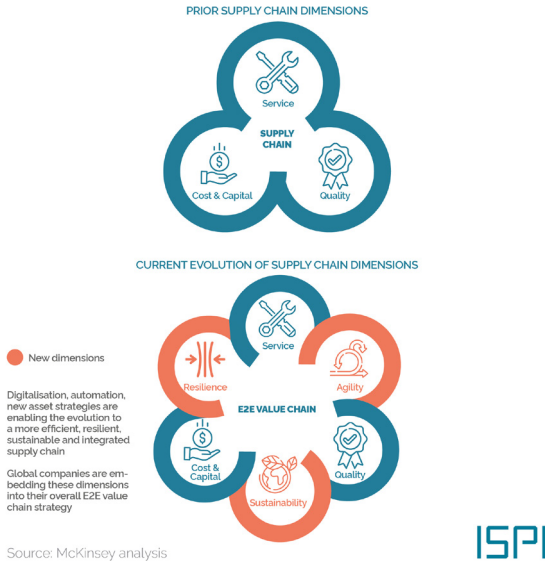 PRIOR SUPPLY CHAIN DIMENSIONS
Service
SUPPLY
CHAIN
Cost & Capital
Quality
CURRENT EVOLUTION OF SUPPLY CHAIN DIMENSIONS
Service
New dimensions
Resilience
Agility
E2E VALUE CHAIN
Digitalisation, automation,
new asset strategies are
enabling the evolution to
a more efficient, resilient,
sustainable and integrated
supply chain
Cost &
Capital
Quality
Global companies are em-
bedding these dimensions
into their overall E2E value
chain strategy
Sustainability
Source: McKinsey analysis
ISPI